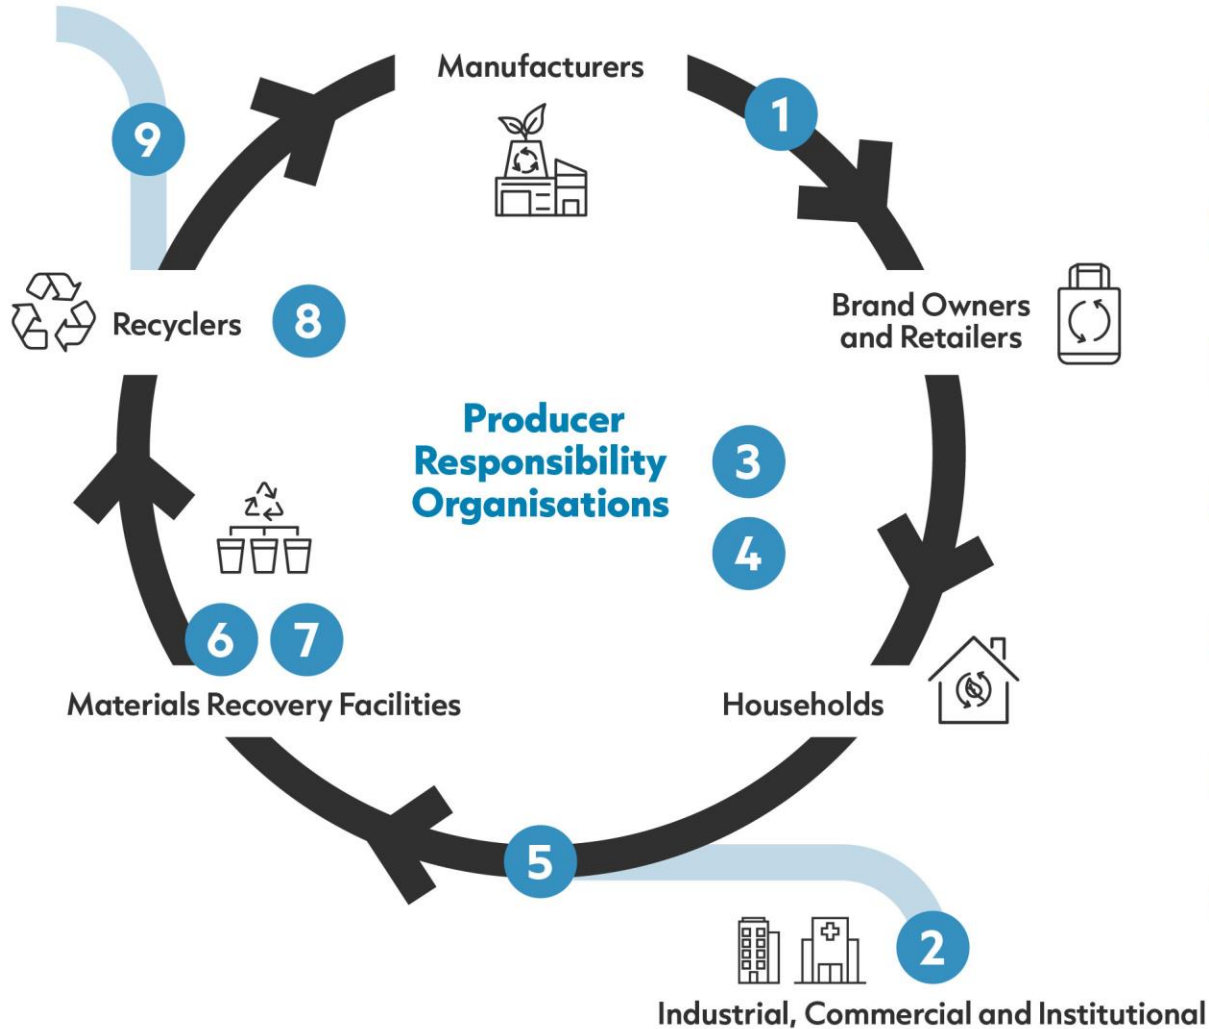 Manufacturers
1
9
Brand Owners
and Retailers
Recyclers
8
Producer
Responsibility
Organisations
3
4
6
7
Materials Recovery Facilities
Households
5
2
Industrial, Commercial and Institutional